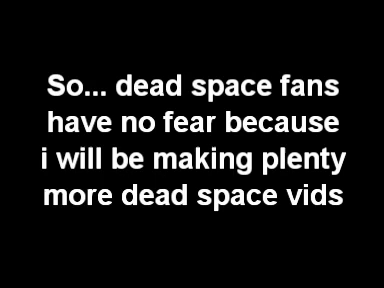 So... dead space fans
have no fear because
i will be making plenty
more dead space vids